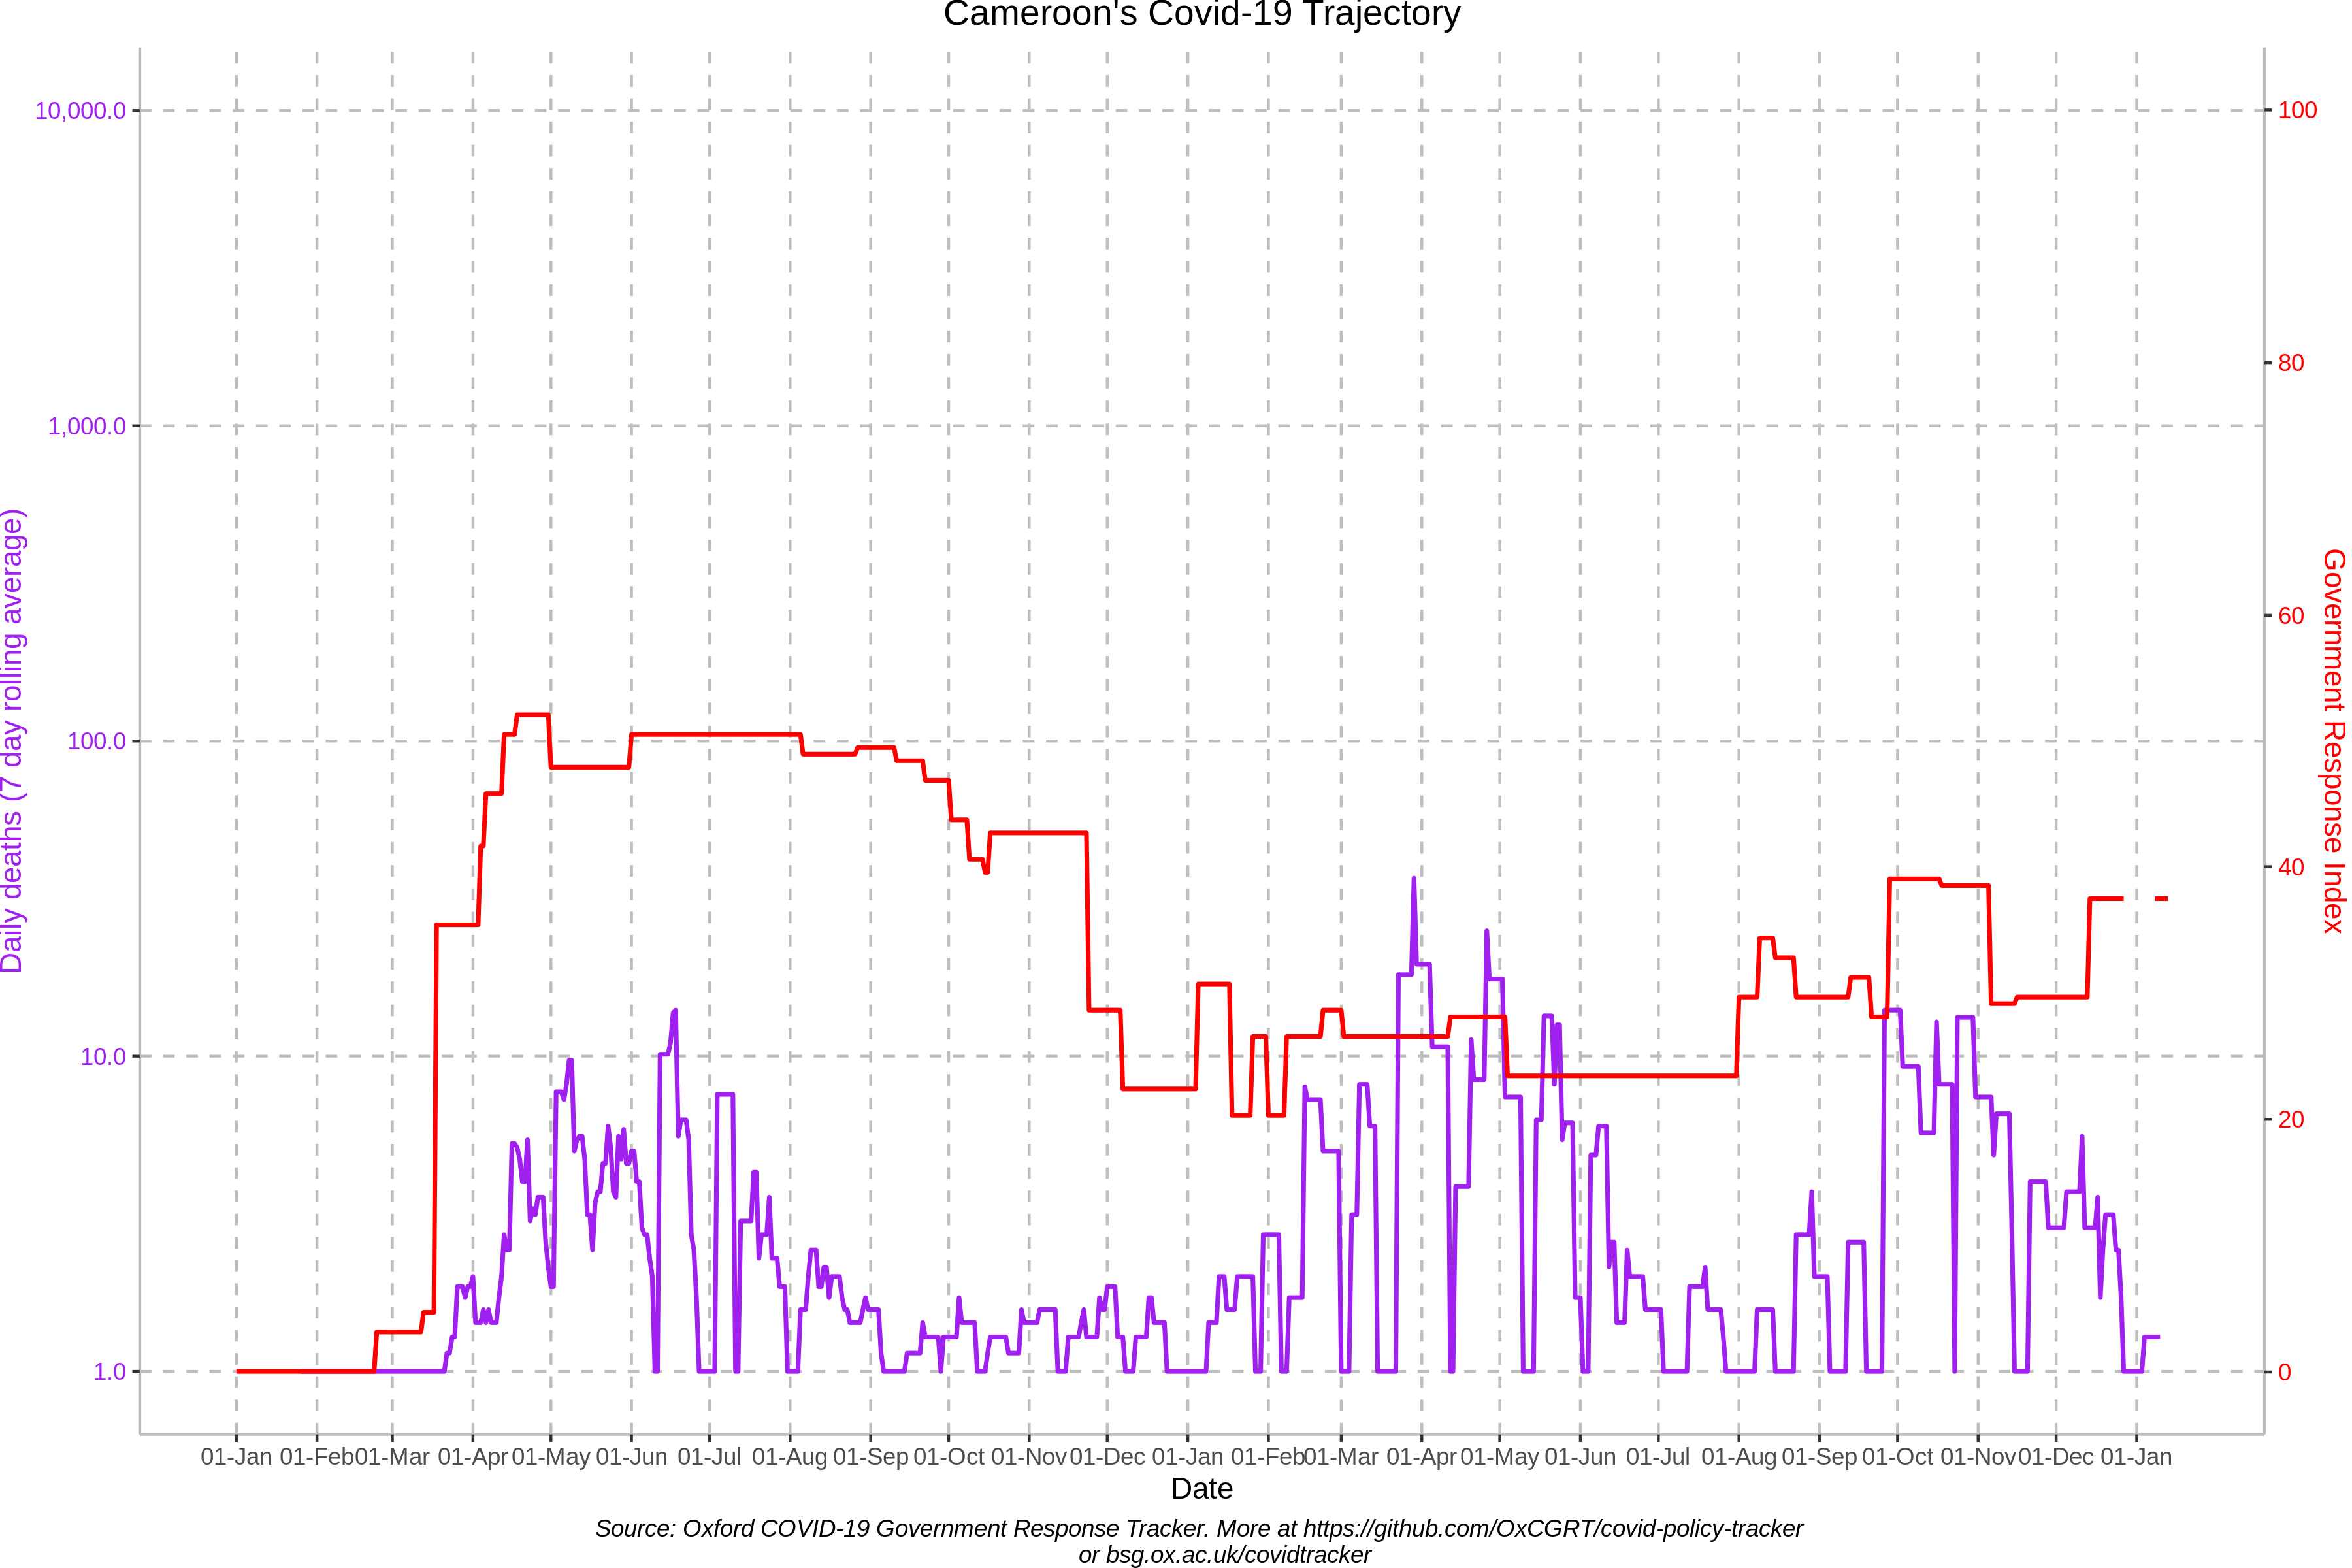 Cameroon's Covid-19 Trajectory
10,000.0
1,000.0
100.0
10.0
1.0
Daily deaths (7 day rolling average)
100
80
60
40
20
0
Government Response Index
01-Jan 01-Feb 01-Mar 01-Apr 01-May 01-Jun 01-Jul 01-Aug 01-Sep 01-Oct 01-Nov 01-Dec 01-Jan 01-Feb 01-Mar 01-Apr 01-May 01-Jun 01-Jul 01-Aug 01-Sep 01-Oct 01-Nov 01-Dec 01-Jan
Date
Source: Oxford COVID-19 Government Response Tracker. More at https://github.com/OxCGRT/covid-policy-tracker
or bsg.ox.ac.uk/covidtracker